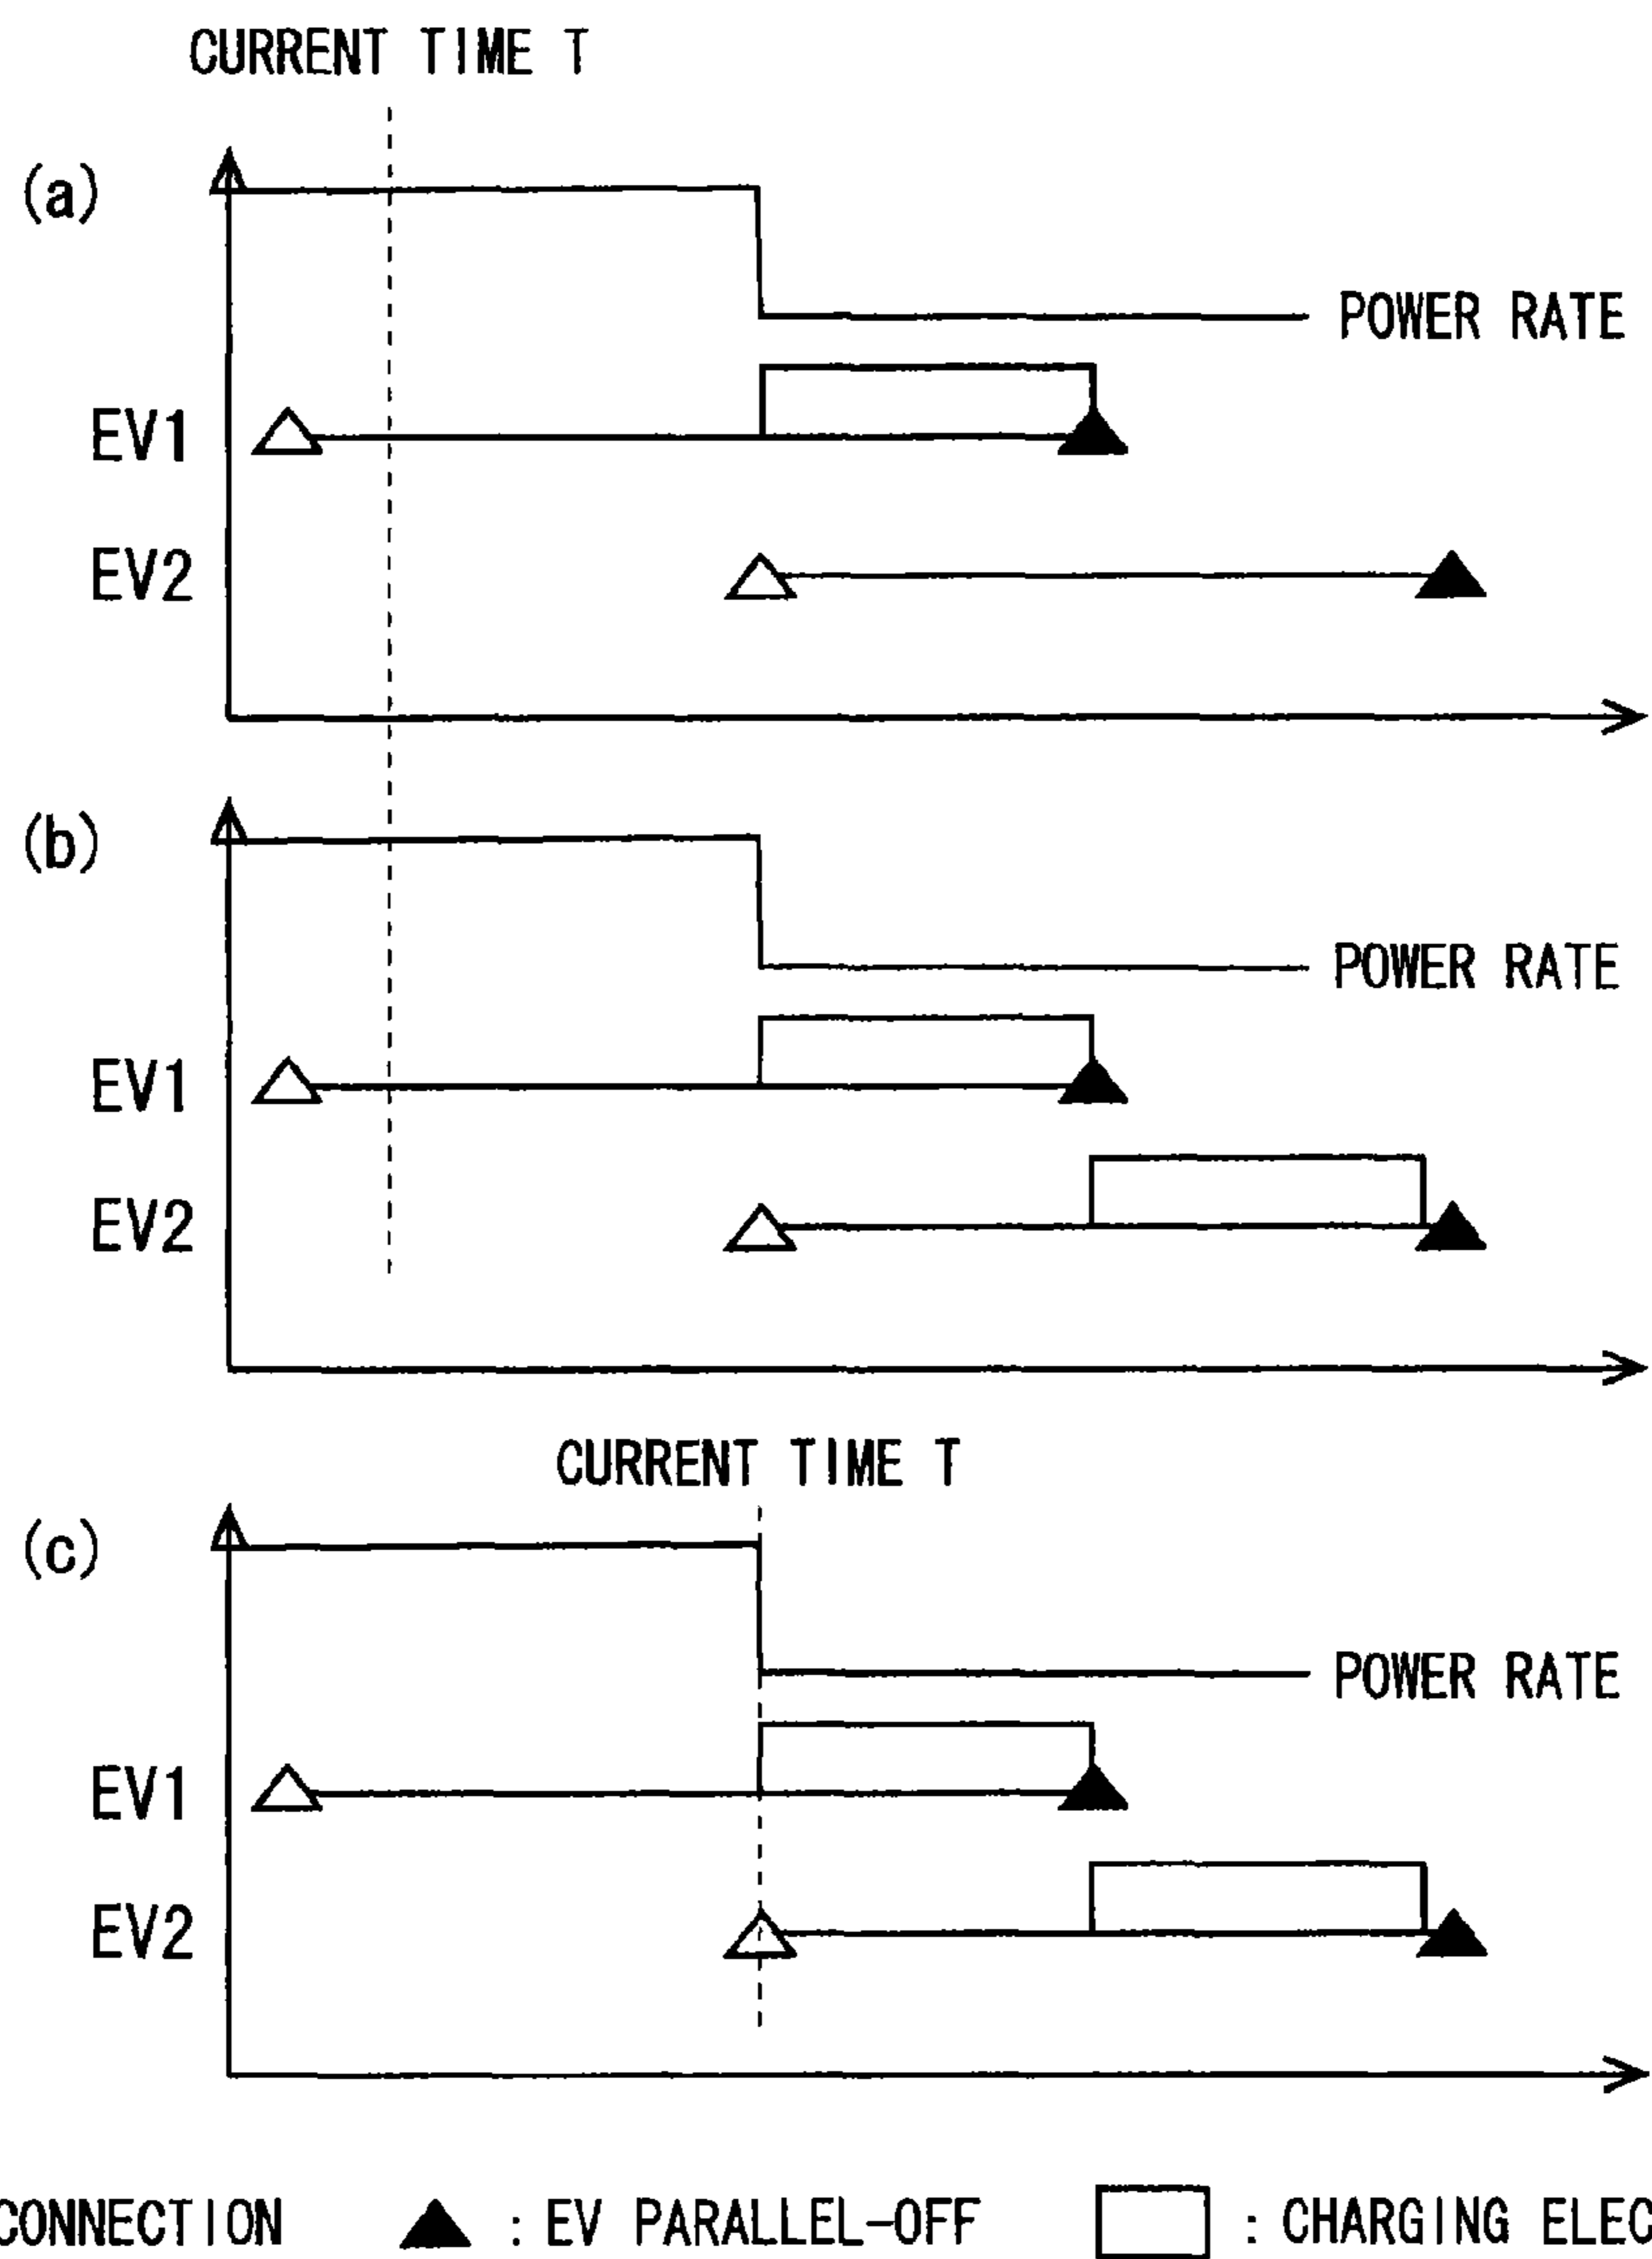 CURRENT TIME T
(a)
POWER RATE
EV1
EV2
(b)
POWER RATE
EV1
EV2
CURRENT TIME T
(c)
POWER RATE
EV1
EV2
CONNECTION ▲ : EV PARALLEL-OFF □ : CHARGING ELEC